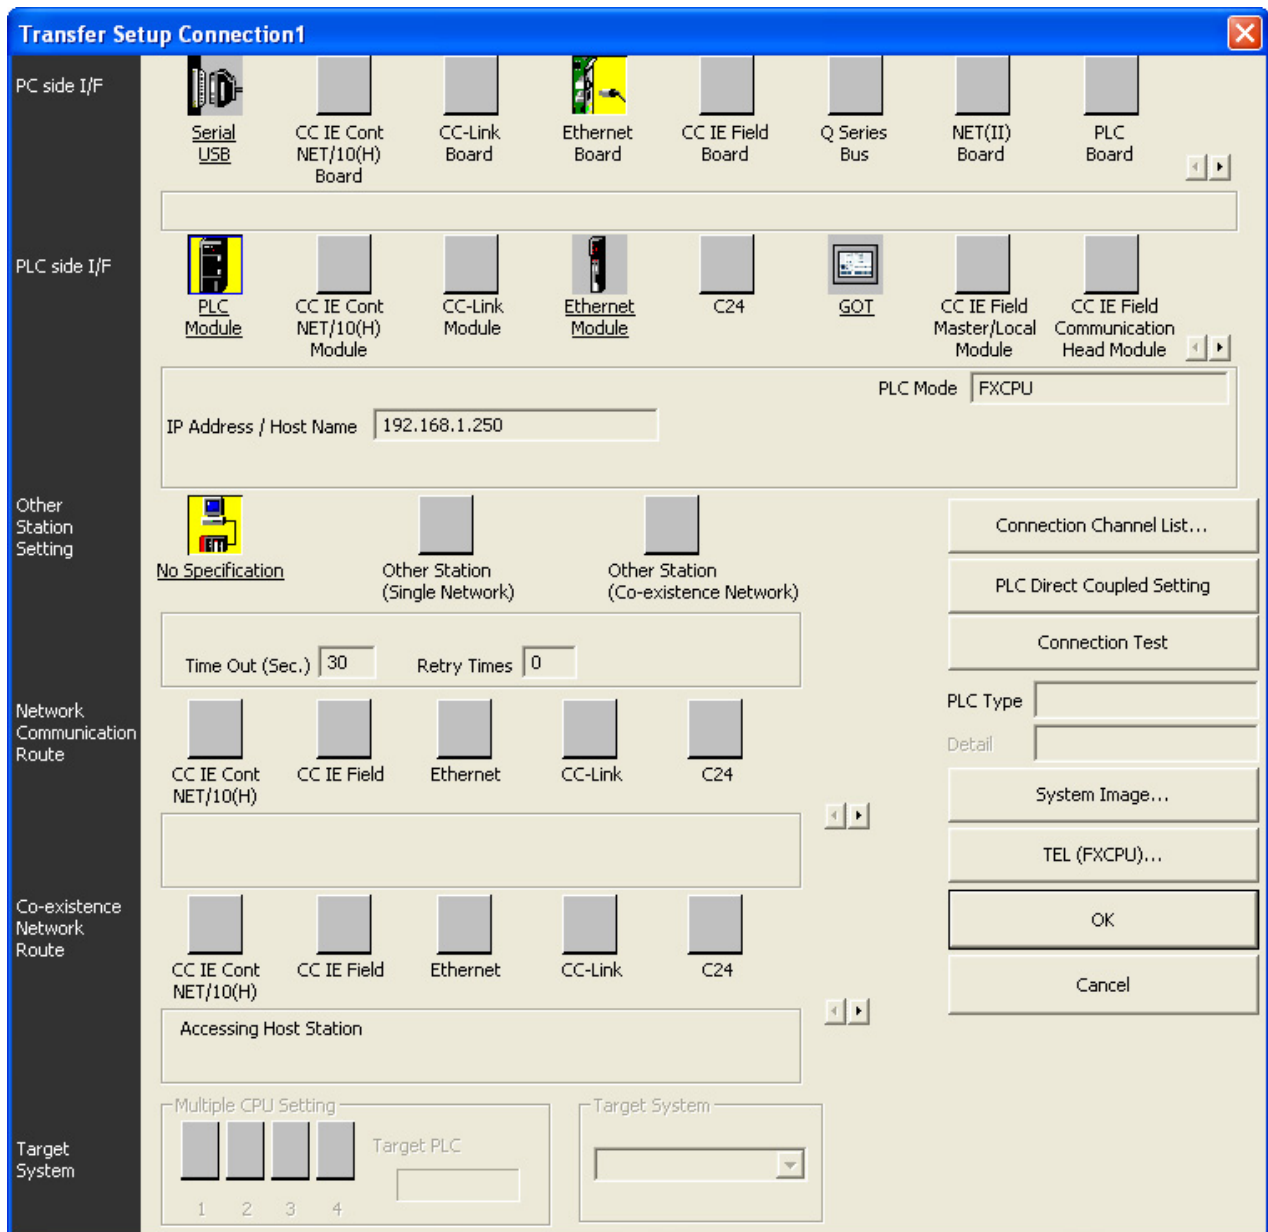 Transfer Setup Connection1
PC side I/F
Serial
USB
CC IE Cont
NET/10(H)
Board
CC-Link
Board
Ethernet
Board
CC IE Field
Board
Q Series
Bus
NET(II)
Board
PLC
Board
PLC side I/F
PLC
Module
CC IE Cont
NET/10(H)
Module
CC-Link
Module
Ethernet
Module
C24
GOT
CC IE Field
Master/Local
Module
CC IE Field
Communication
Head Module
PLC Mode FXCPU
IP Address / Host Name 192.168.1.250
Other
Station
Setting
No Specification
Other Station
(Single Network)
Other Station
(Co-existence Network)
Time Out (Sec.) 30 Retry Times 0
Connection Channel List...
PLC Direct Coupled Setting
Connection Test
PLC Type
Detail
System Image...
TEL (FXCPU)...
OK
Cancel
Network
Communication
Route
CC IE Cont
NET/10(H)
CC IE Field
Ethernet
CC-Link
C24
Co-existence
Network
Route
CC IE Cont
NET/10(H)
CC IE Field
Ethernet
CC-Link
C24
Accessing Host Station
Target
System
Multiple CPU Setting
1 2 3 4
Target PLC
Target System